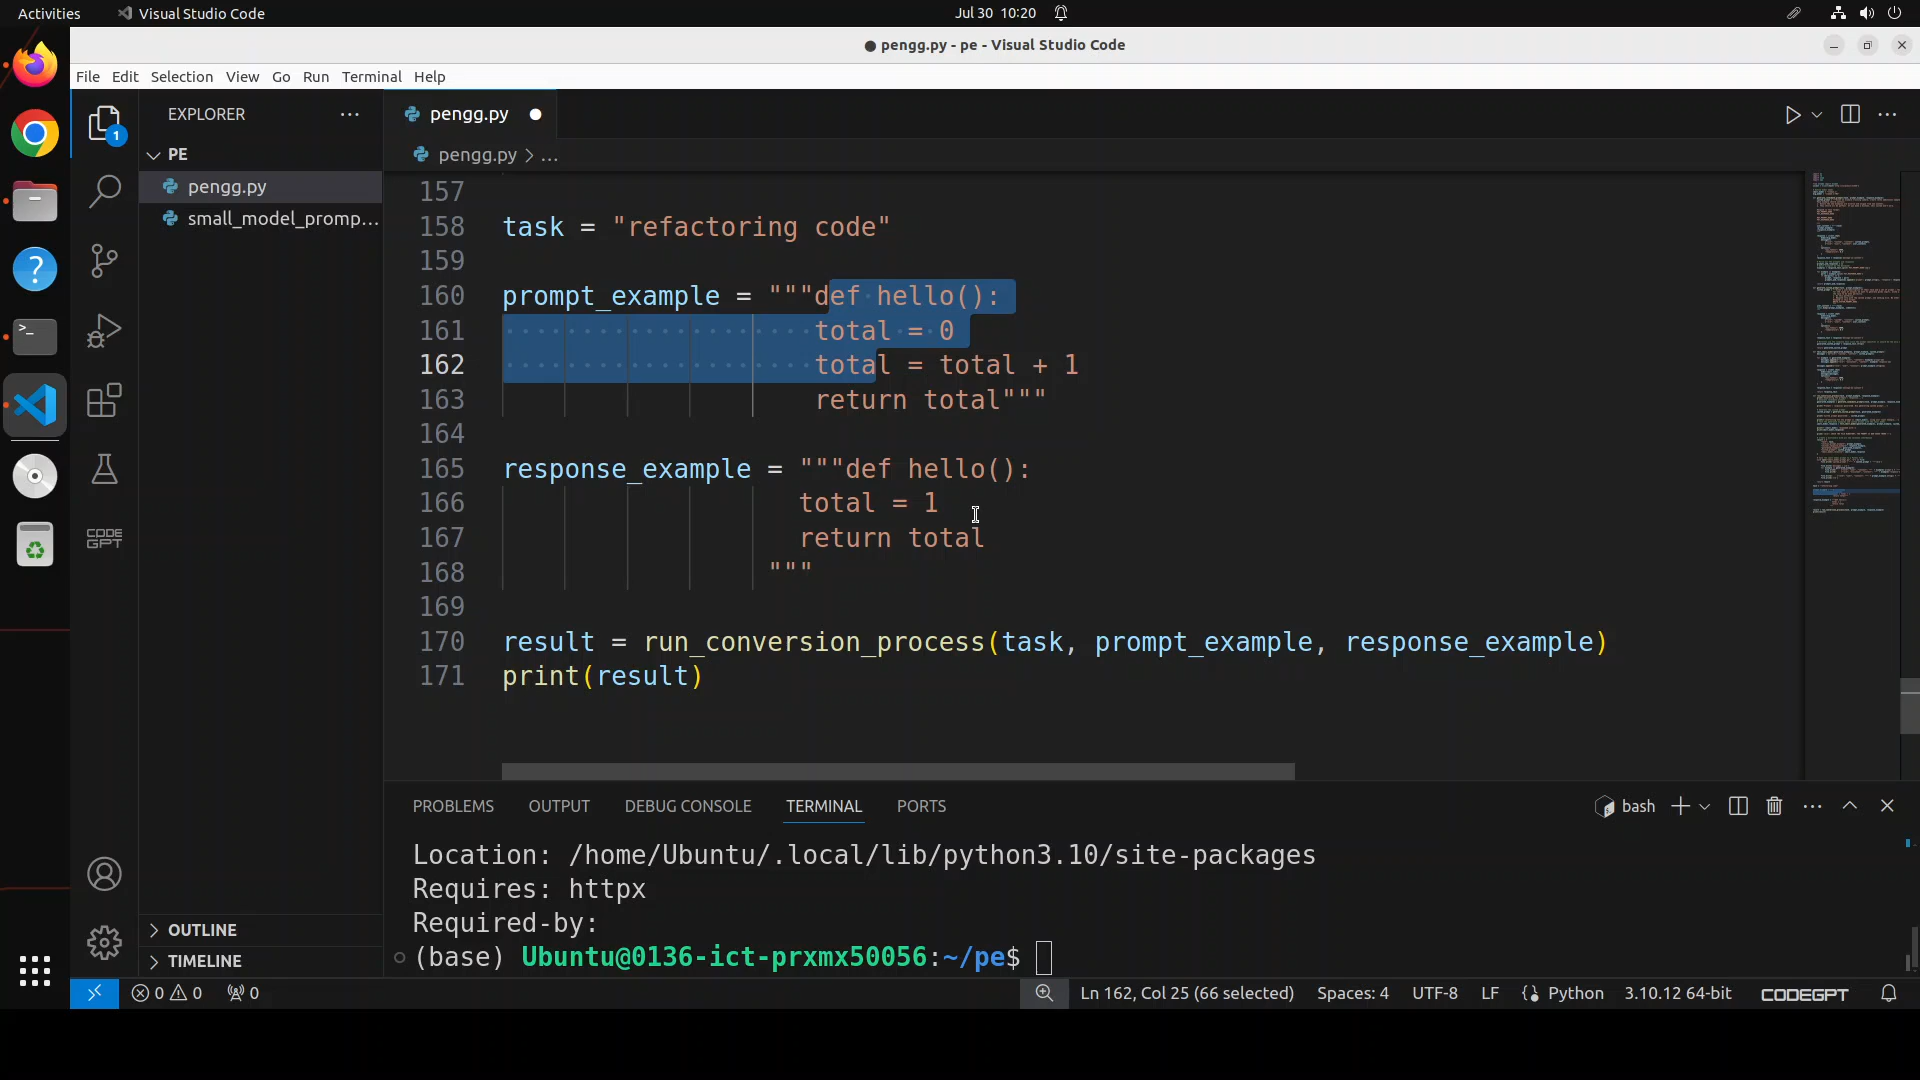 Activities
Visual Studio Code
Jul 30 10:20
● pengg.py - pe - Visual Studio Code
File Edit Selection View Go Run Terminal Help
EXPLORER
PE
pengg.py
small_model_promp...
1
OUTLINE
TIMELINE
pengg.py
pengg.py > ...
157
158 task = "refactoring code"
159
160 prompt_example = """def hello():
161 total = 0
162 total = total + 1
163 return total"""
164
165 response_example = """def hello():
166 total = 1
167 return total
168 """
169
170 result = run_conversion_process(task, prompt_example, response_example)
171 print(result)
PROBLEMS OUTPUT DEBUG CONSOLE TERMINAL PORTS
bash
Location: /home/Ubuntu/.local/lib/python3.10/site-packages
Requires: httpx
Required-by:
(base) Ubuntu@0136-ict-prxmx50056:~/pe$
0 0 0
Ln 162, Col 25 (66 selected) Spaces: 4 UTF-8 LF Python 3.10.12 64-bit CODEGPT
CODE
GPT